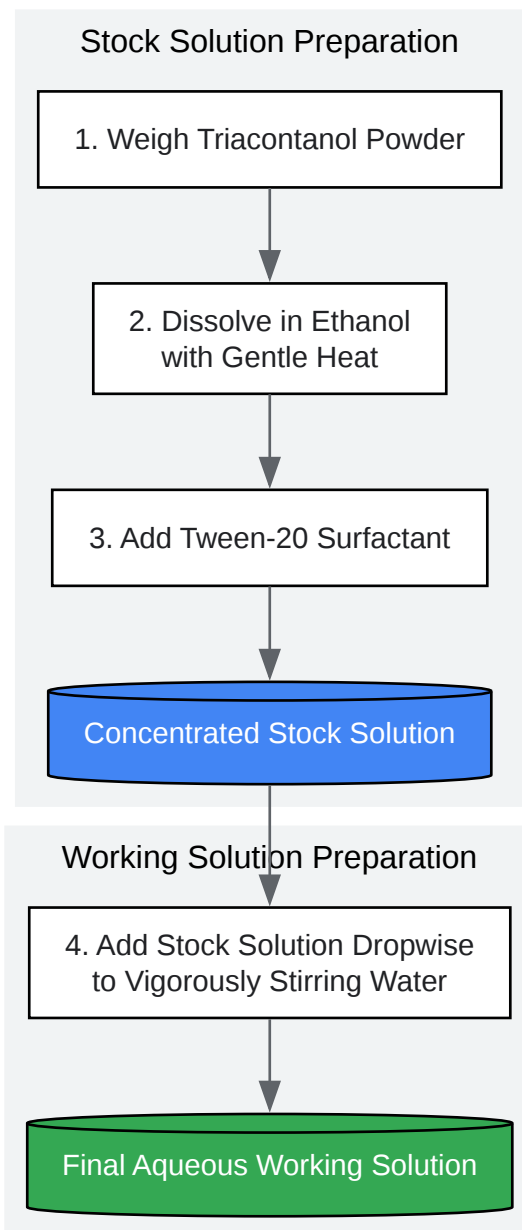 Stock Solution Preparation
1. Weigh Triacontanol Powder
2. Dissolve in Ethanol
with Gentle Heat
3. Add Tween-20 Surfactant
Concentrated Stock Solution
Working Solution Preparation
4. Add Stock Solution Dropwise
to Vigorously Stirring Water
Final Aqueous Working Solution